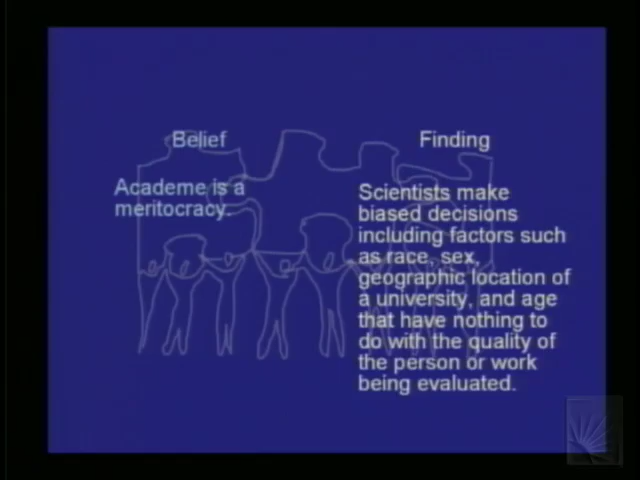 Belief
Academe is a
meritocracy.
Finding
Scientists make
biased decisions
including factors such
as race, sex,
geographic location of
a university, and age
that have nothing to
do with the quality of
the person or work
being evaluated.